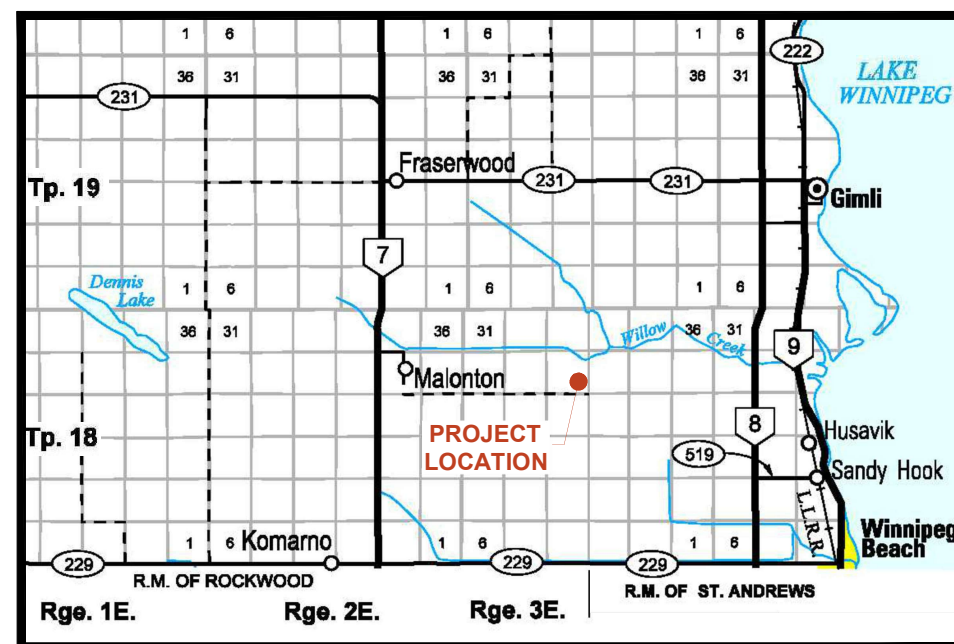 1 6
1 6
1 6
222
36 31
36 31
36 31
LAKE
WINNIPEG
231
Fraserwood
231
231
Tp. 19
Gimli
7
Dennis
Lake
1 6
1 6
1 6
36 31
36 31
36 31
Willow
Creek
9
Malonton
PROJECT
LOCATION
8
Tp. 18
Husavik
519
Sandy Hook
L.L.R.R.
Winnipeg
Beach
1 6
Komarno
1 6
1 6
229
229
229
R.M. OF ROCKWOOD
R.M. OF ST. ANDREWS
Rge. 1E.
Rge. 2E.
Rge. 3E.